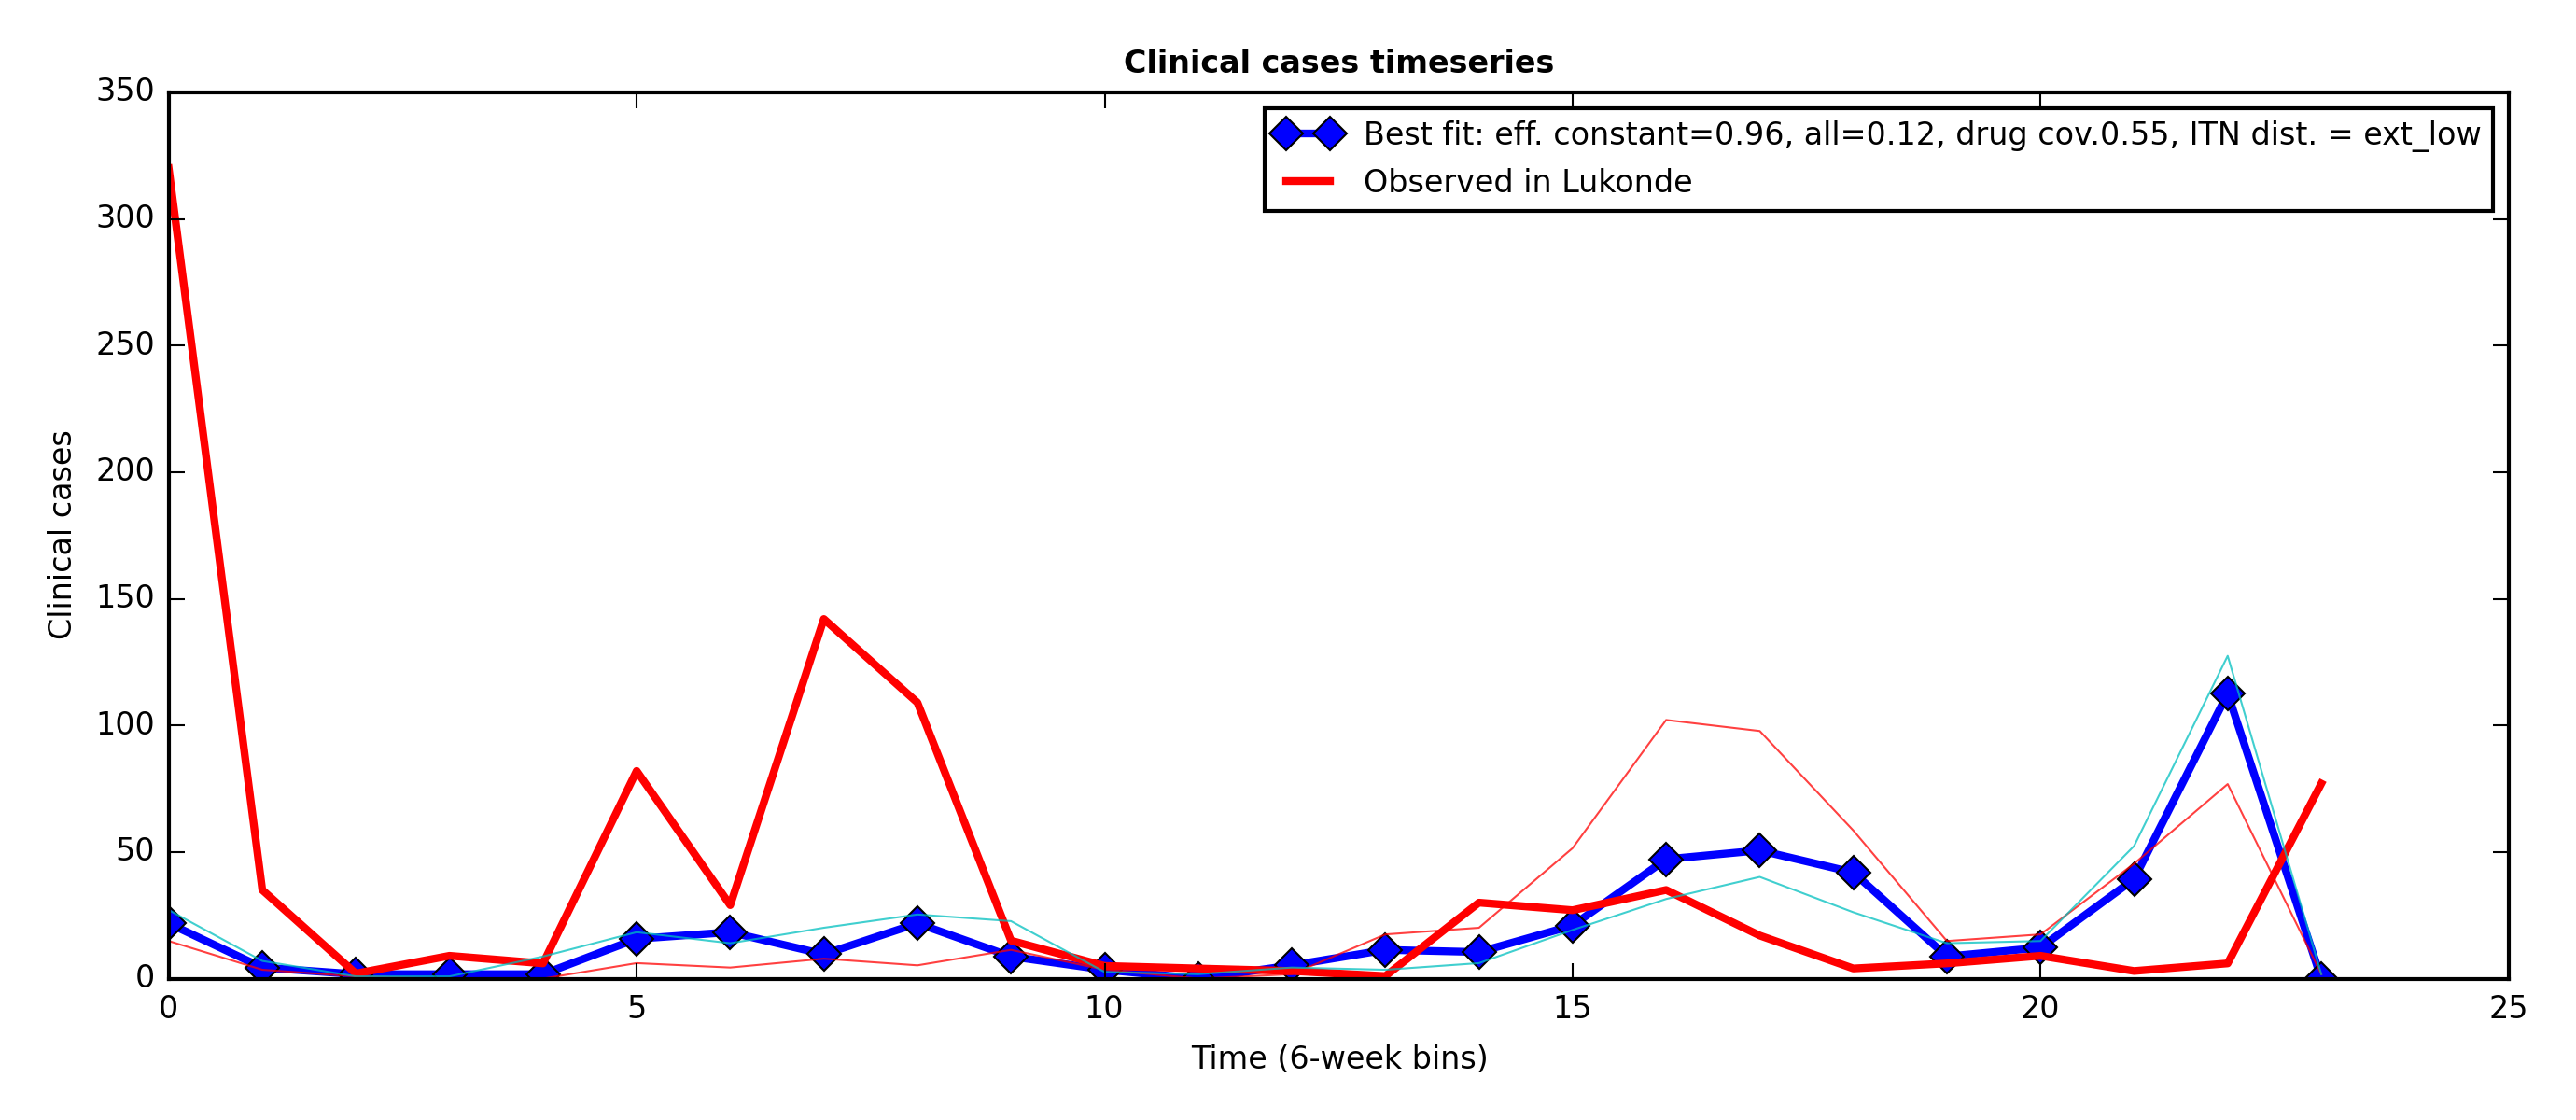 Clinical cases timeseries
350
300
250
200
150
100
50
0
Clinical cases
Best fit: eff. constant=0.96, all=0.12, drug cov.0.55, ITN dist. = ext_low
Observed in Lukonde
0 5 10 15 20 25
Time (6-week bins)